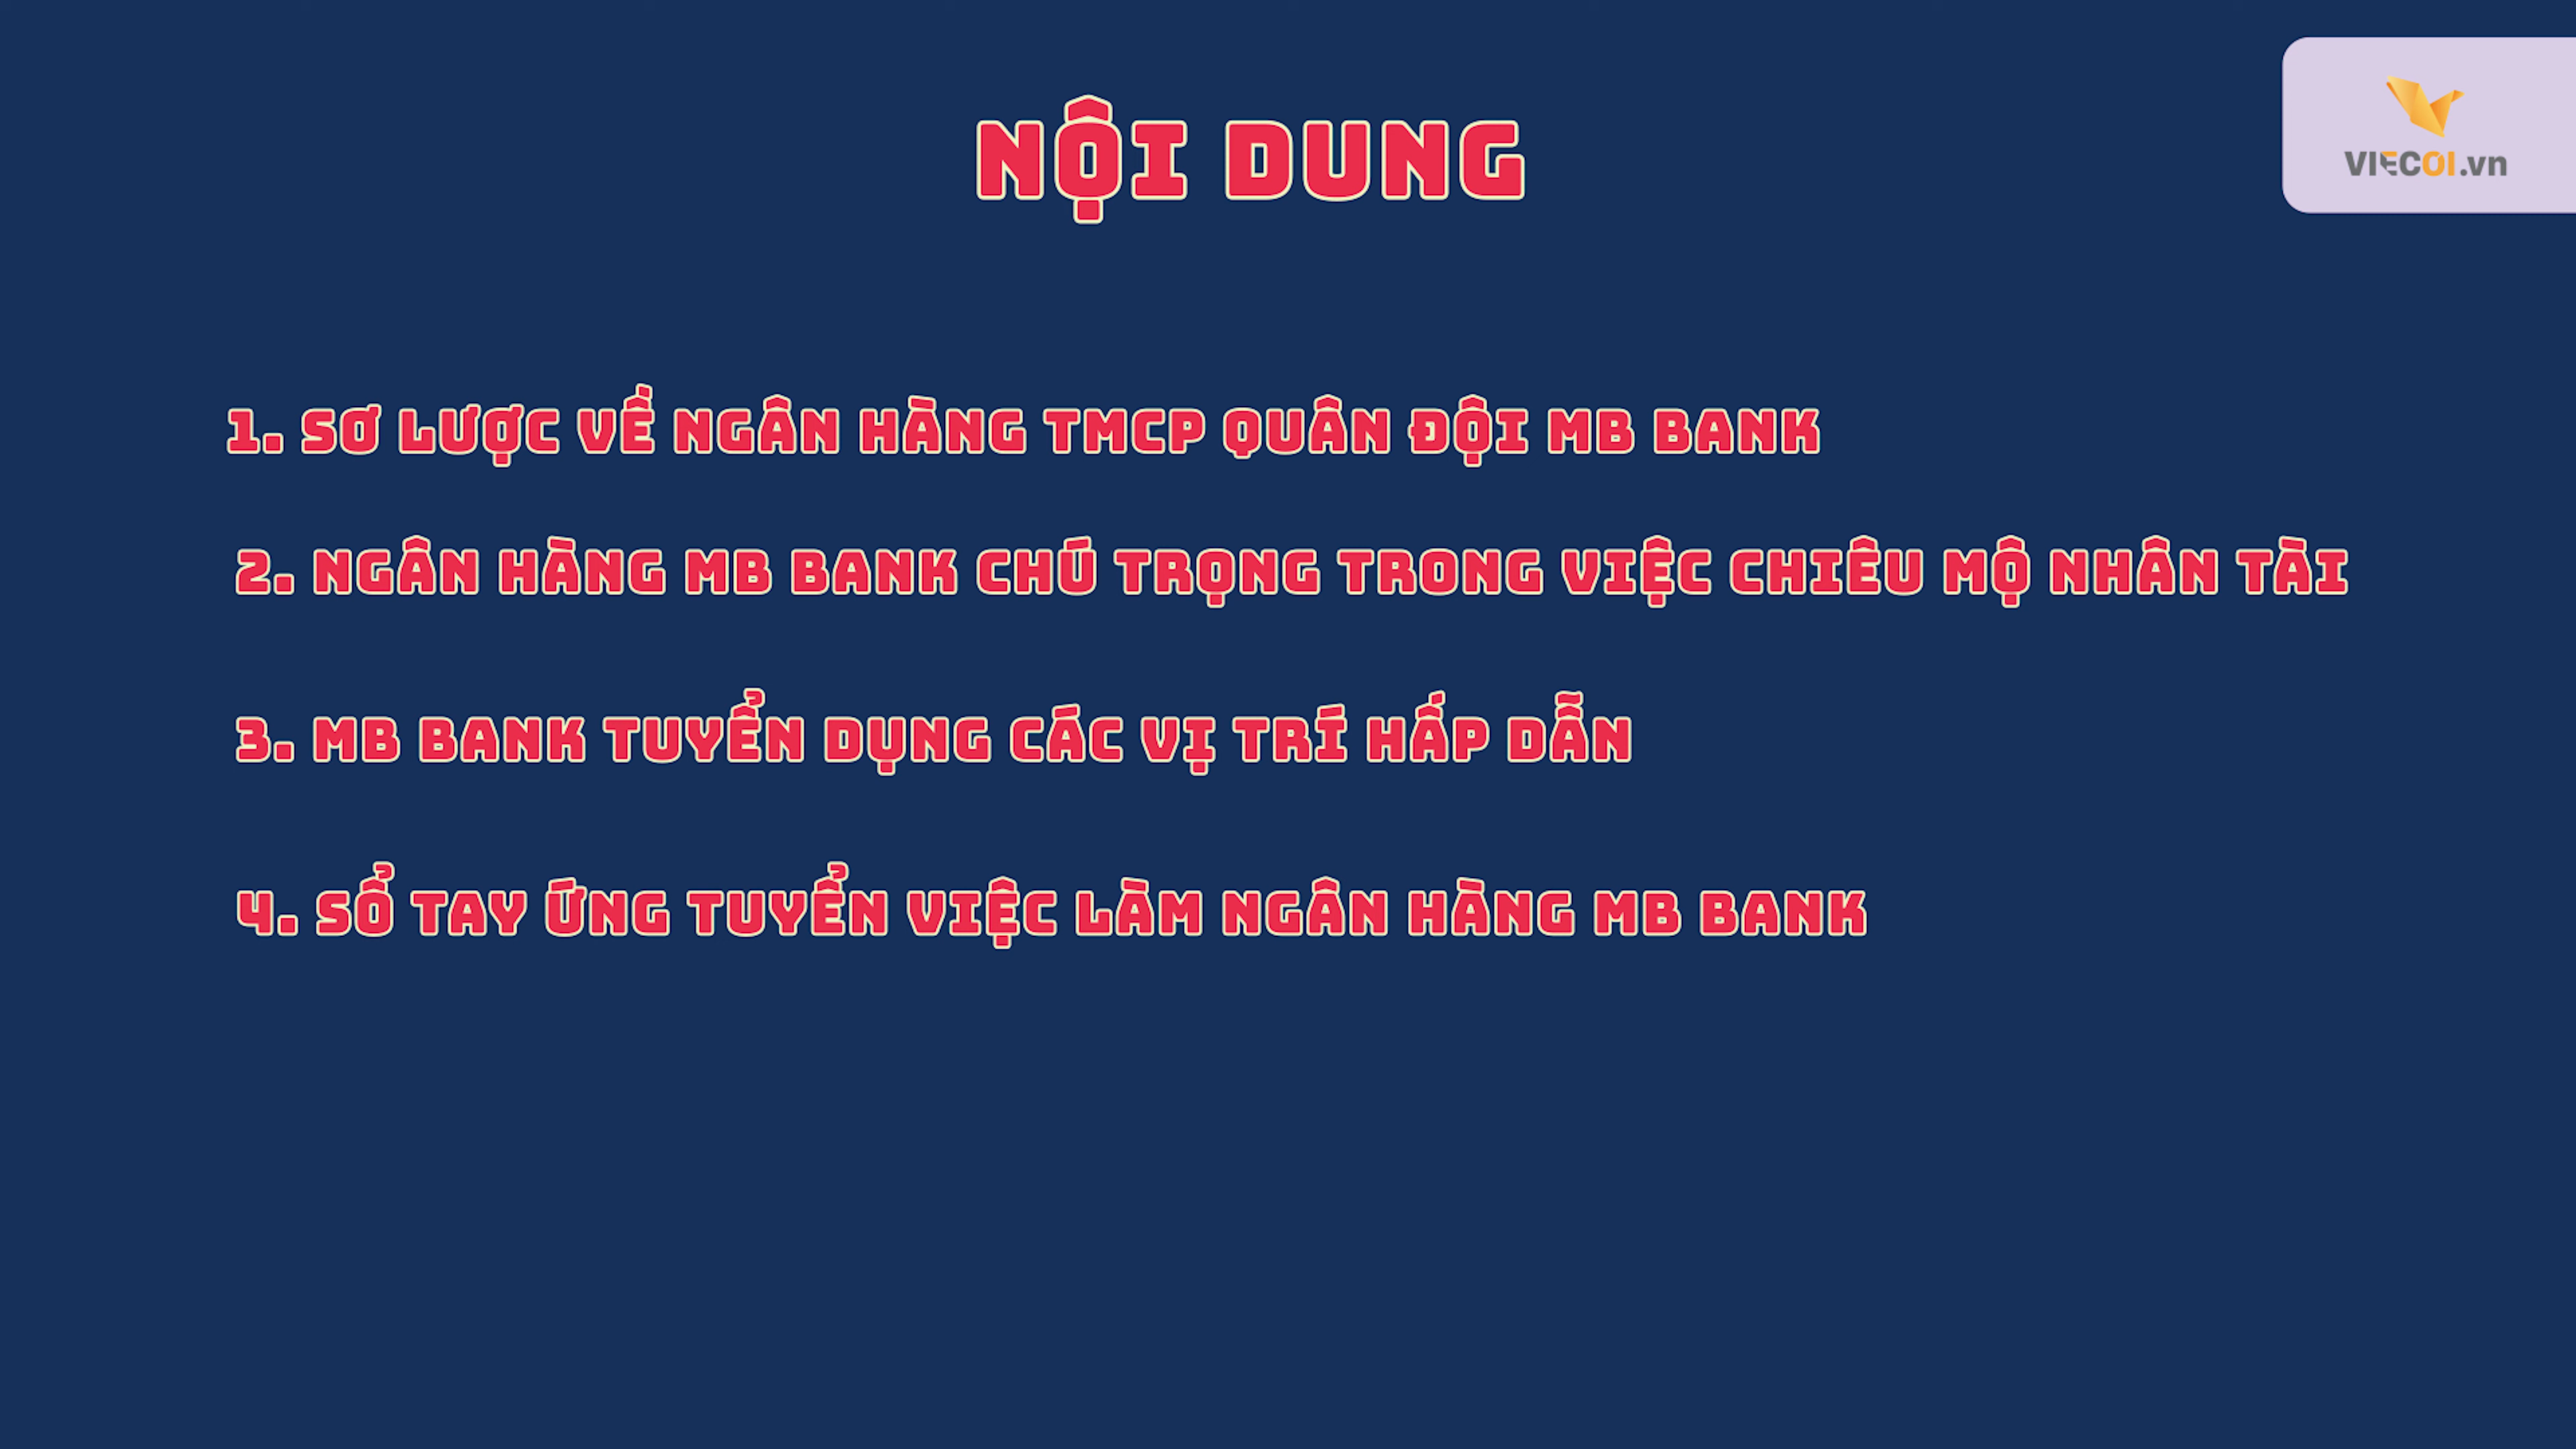 NỘI DUNG
VIECOI.vn
1. SƠ LƯỢC VỀ NGÂN HÀNG TMCP QUÂN ĐỘI MB BANK
2. NGÂN HÀNG MB BANK CHÚ TRỌNG TRONG VIỆC CHIÊU MỘ NHÂN TÀI
3. MB BANK TUYỂN DỤNG CÁC VỊ TRÍ HẤP DẪN
4. SỔ TAY ỨNG TUYỂN VIỆC LÀM NGÂN HÀNG MB BANK